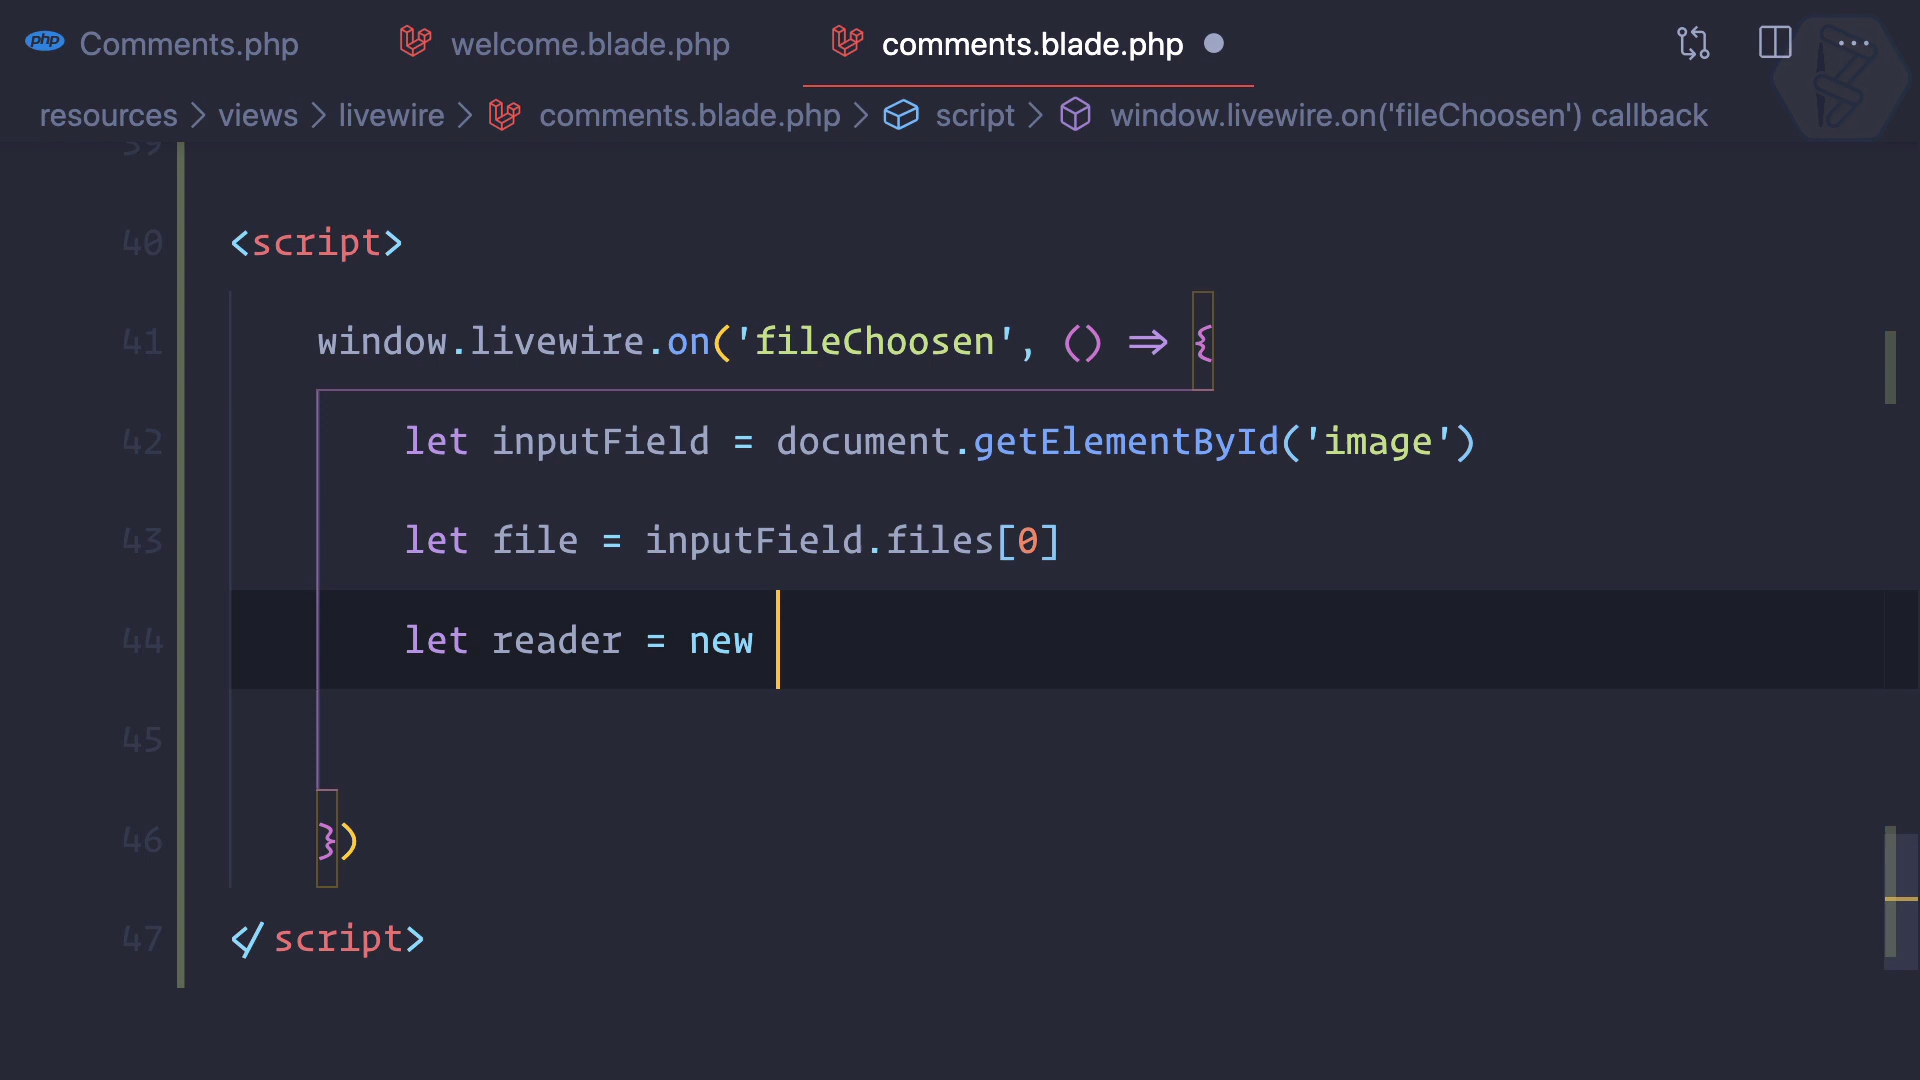 php Comments.php welcome.blade.php comments.blade.php
resources > views > livewire > comments.blade.php > script > window.livewire.on('fileChoosen') callback
39
40 <script>
41 window.livewire.on('fileChoosen', () => {
42 let inputField = document.getElementById('image')
43 let file = inputField.files[0]
44 let reader = new
45
46 })
47 </script>